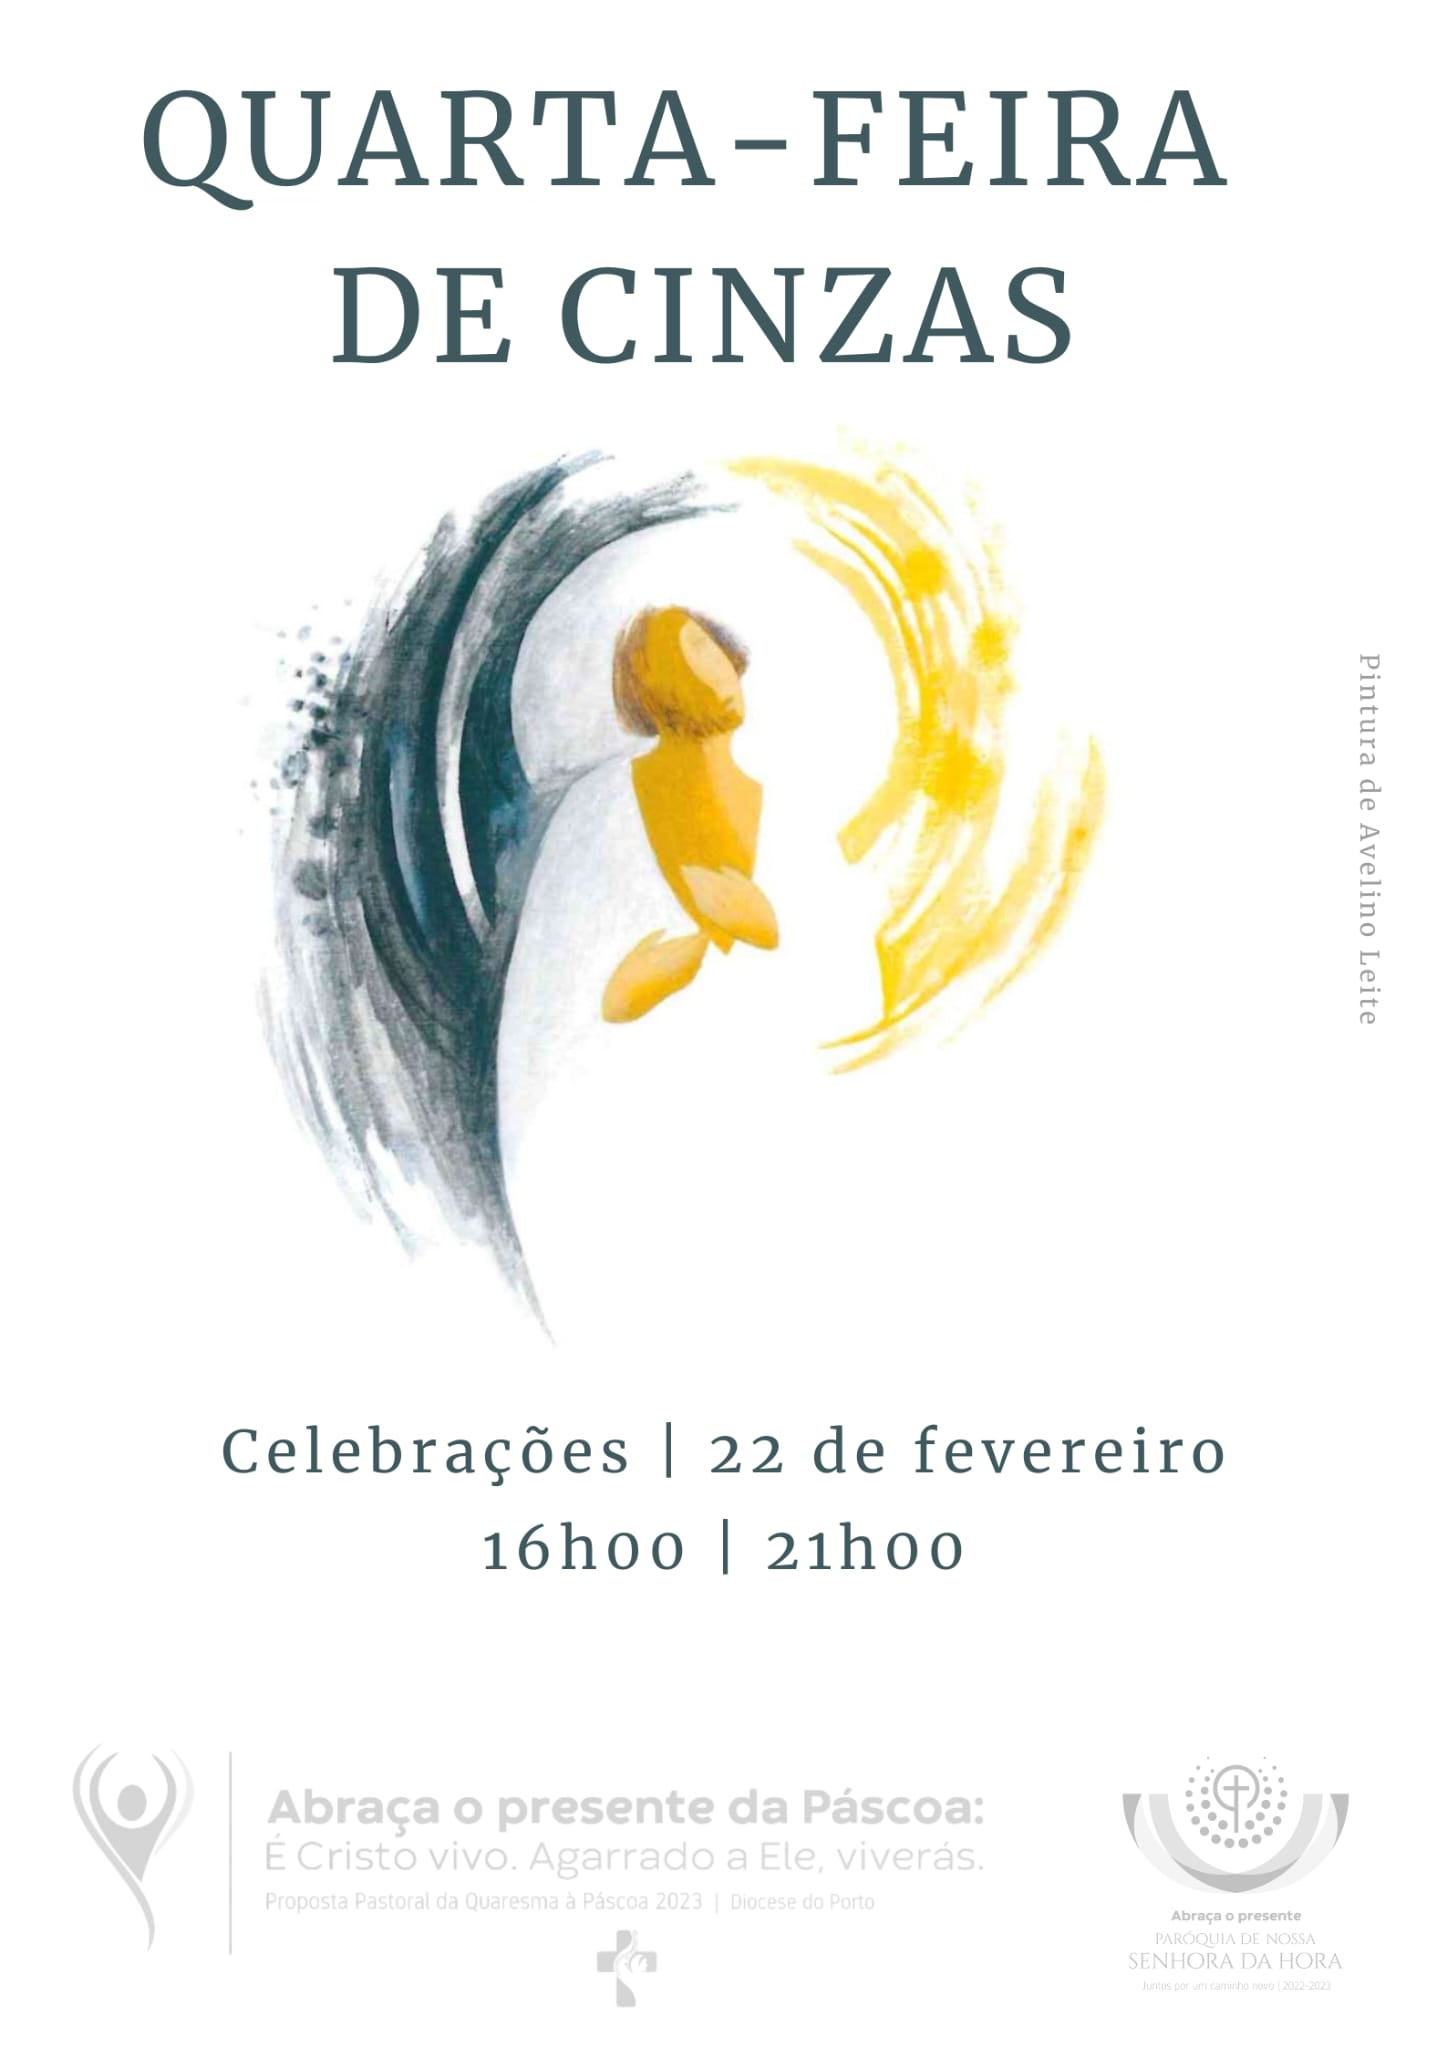 QUARTA-FEIRA
DE CINZAS
Pintura de Avelino Leite
Celebrações | 22 de fevereiro
16h00 | 21h00
Abraça o presente da Páscoa:
É Cristo vivo. Agarrado a Ele, viverás.
Proposta Pastoral da Quaresma à Páscoa 2023 | Diocese do Porto
Abraça o presente
PARÓQUIA DE NOSSA
SENHORA DA HORA
Juntos por um caminho novo | 2022-2023